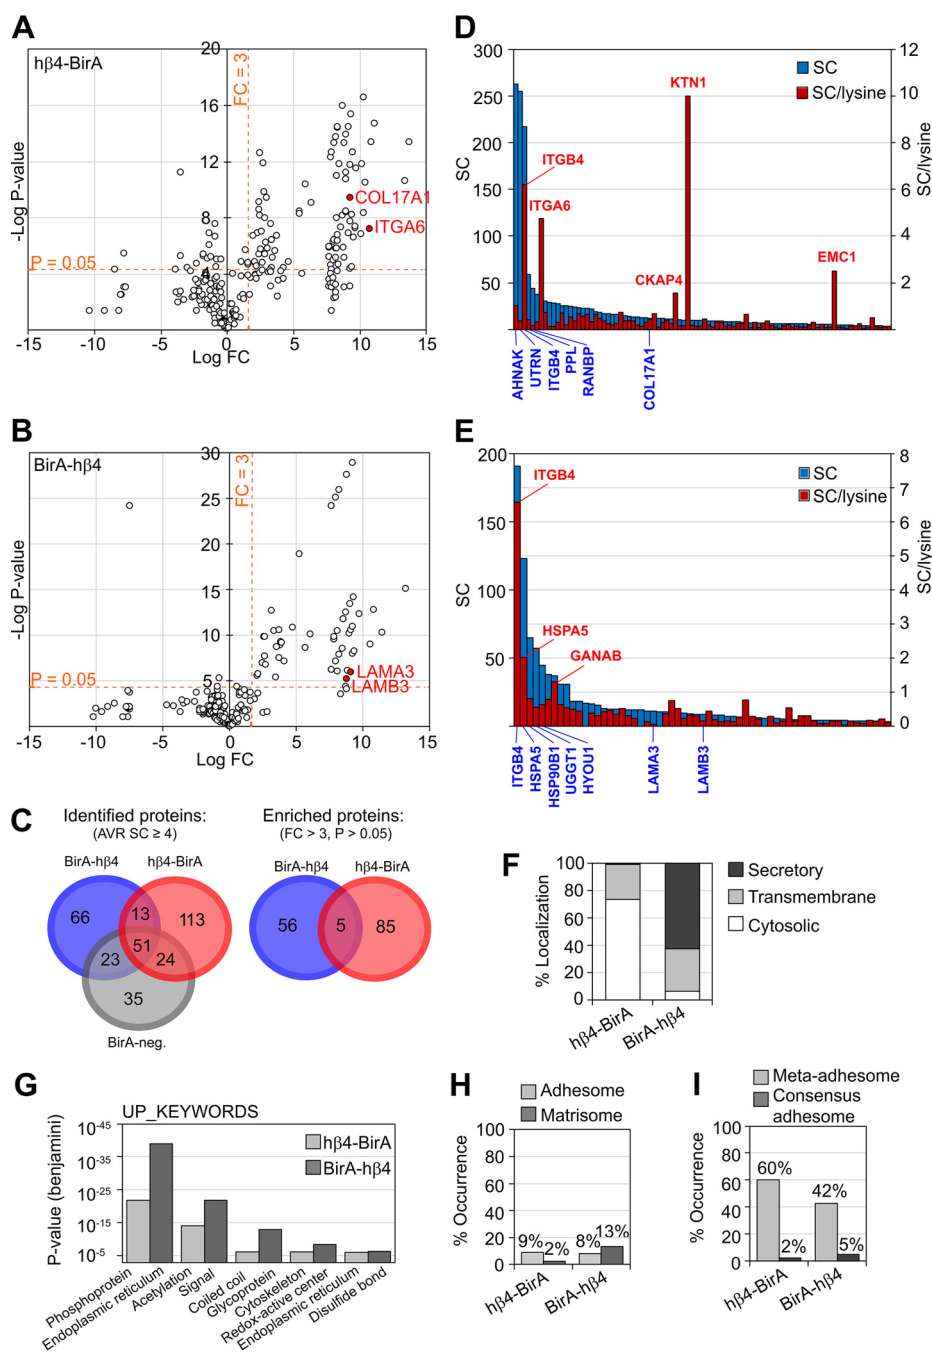 A
hβ4-BirA
FC = 3
-Log P-value
20
16
12
8
4
COL17A1
ITGA6
P = 0.05
-15
-10
-5
0
5
10
15
Log FC
B
BirA-hβ4
FC = 3
-Log P-value
30
25
20
15
10
5
LAMA3
LAMB3
P = 0.05
-15
-10
-5
0
5
10
15
Log FC
C
Identified proteins:
(AVR SC ≥ 4)
BirA-hβ4
hβ4-BirA
66
13
113
51
23
24
35
BirA-neg.
Enriched proteins:
(FC > 3, P > 0.05)
BirA-hβ4
hβ4-BirA
56
5
85
D
300
250
200
150
100
50
SC
12
10
8
6
4
2
SC/lysine
SC
SC/lysine
KTN1
ITGB4
ITGA6
CKAP4
EMC1
AHNAK
UTRN
ITGB4
PPL
RANBP
COL17A1
E
200
150
100
50
SC
8
7
6
5
4
3
2
1
0
SC/lysine
SC
SC/lysine
ITGB4
HSPA5
GANAB
ITGB4
HSPA5
HSP90B1
UGGT1
HYOU1
LAMA3
LAMB3
F
% Localization
100
80
60
40
20
0
hβ4-BirA
BirA-hβ4
Secretory
Transmembrane
Cytosolic
G
UP_KEYWORDS
P-value (benjamini)
10-45
10-35
10-25
10-15
10-5
hβ4-BirA
BirA-hβ4
Phosphoprotein
Endoplasmic reticulum
Acetylation
Signal
Coiled coil
Glycoprotein
Cytoskeleton
Redox-active center
Endoplasmic reticulum
Disulfide bond
H
Adhesome
Matrisome
% Occurrence
100
80
60
40
20
0
9%
2%
8%
13%
hβ4-BirA
BirA-hβ4
I
Meta-adhesome
Consensus
adhesome
% Occurrence
100
80
60
40
20
0
60%
2%
42%
5%
hβ4-BirA
BirA-hβ4